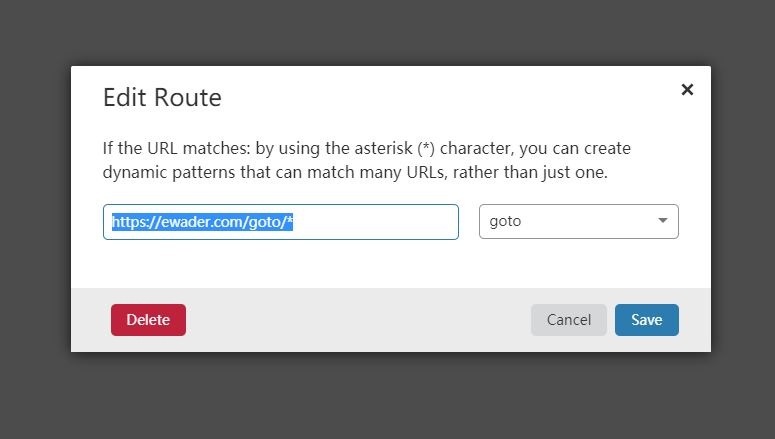 Edit Route
×
If the URL matches: by using the asterisk (*) character, you can create
dynamic patterns that can match many URLs, rather than just one.
https://ewader.com/goto/*
goto
Delete
Cancel
Save